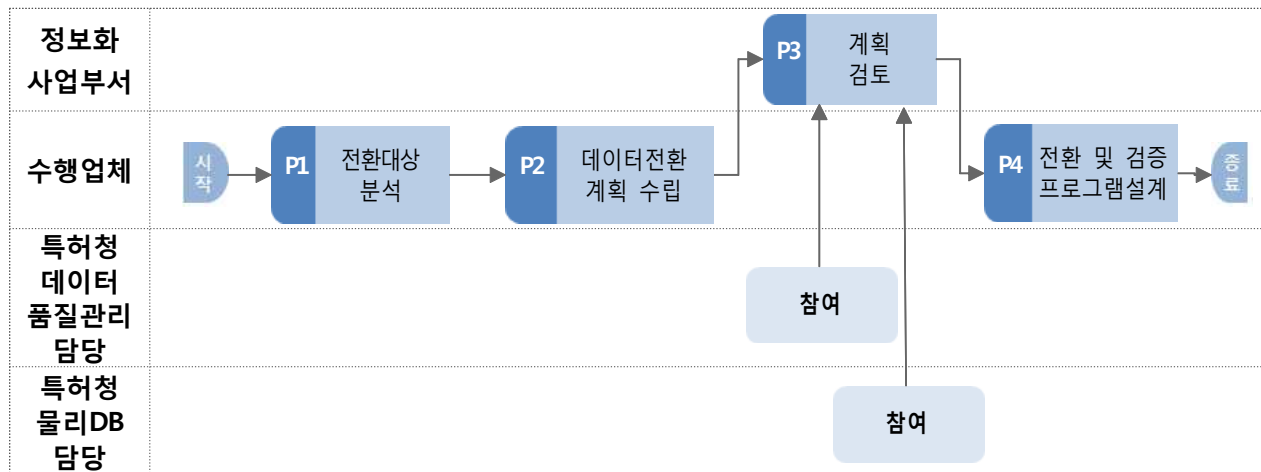 정보화
사업부서
P3
계획
검토
수행업체
시
작
P1
전환대상
분석
P2
데이터전환
계획 수립
P4
전환 및 검증
프로그램설계
종
료
특허청
데이터
품질관리
담당
참여
특허청
물리DB
담당
참여